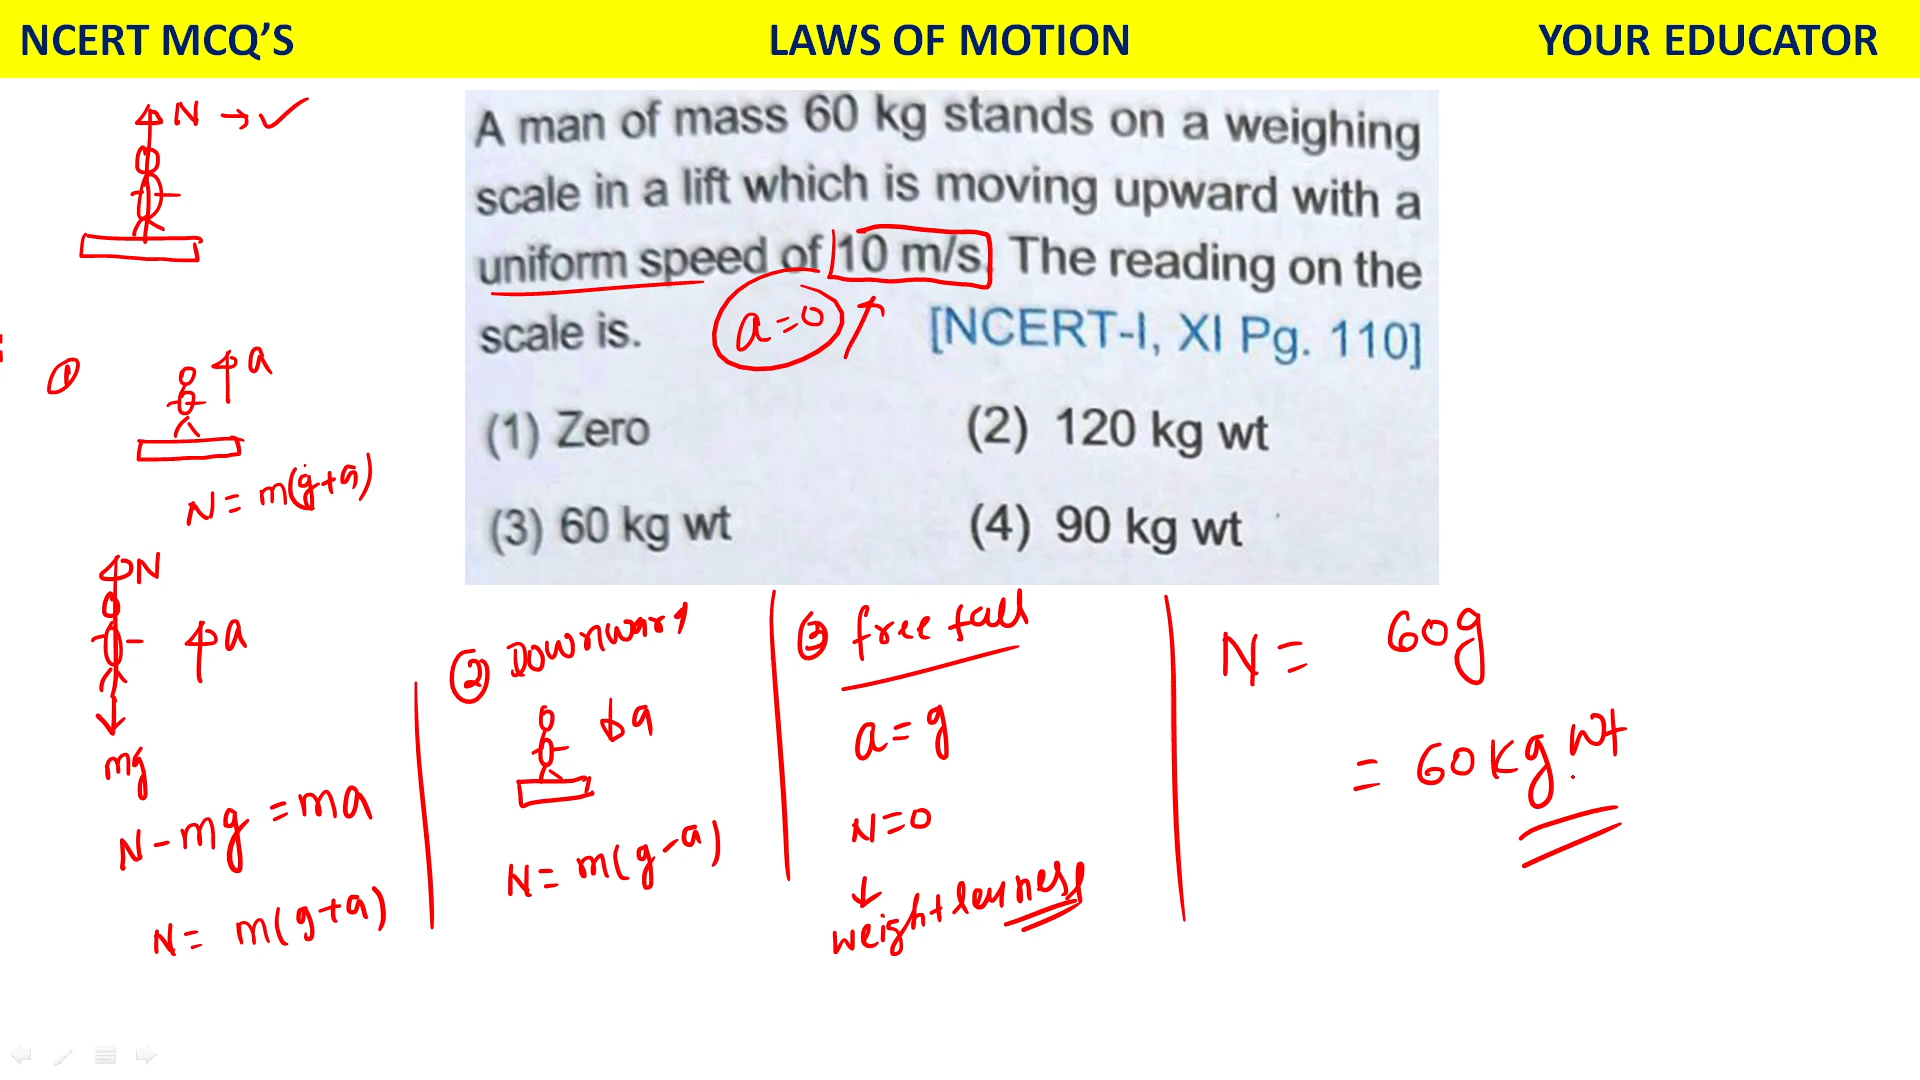 NCERT MCQ'S
LAWS OF MOTION
YOUR EDUCATOR
N → ✓
A man of mass 60 kg stands on a weighing
scale in a lift which is moving upward with a
uniform speed of 10 m/s. The reading on the
scale is.
a=0
[NCERT-I, XI Pg. 110]
(1) Zero
(2) 120 kg wt
(3) 60 kg wt
(4) 90 kg wt
① a
N = m(g+a)
N
a
mg
N-mg = ma
N = m(g+a)
② Downward
a
N = m(g-a)
③ free fall
a = g
N=0
↓
weightlessness
N = 60g
= 60 kg wt